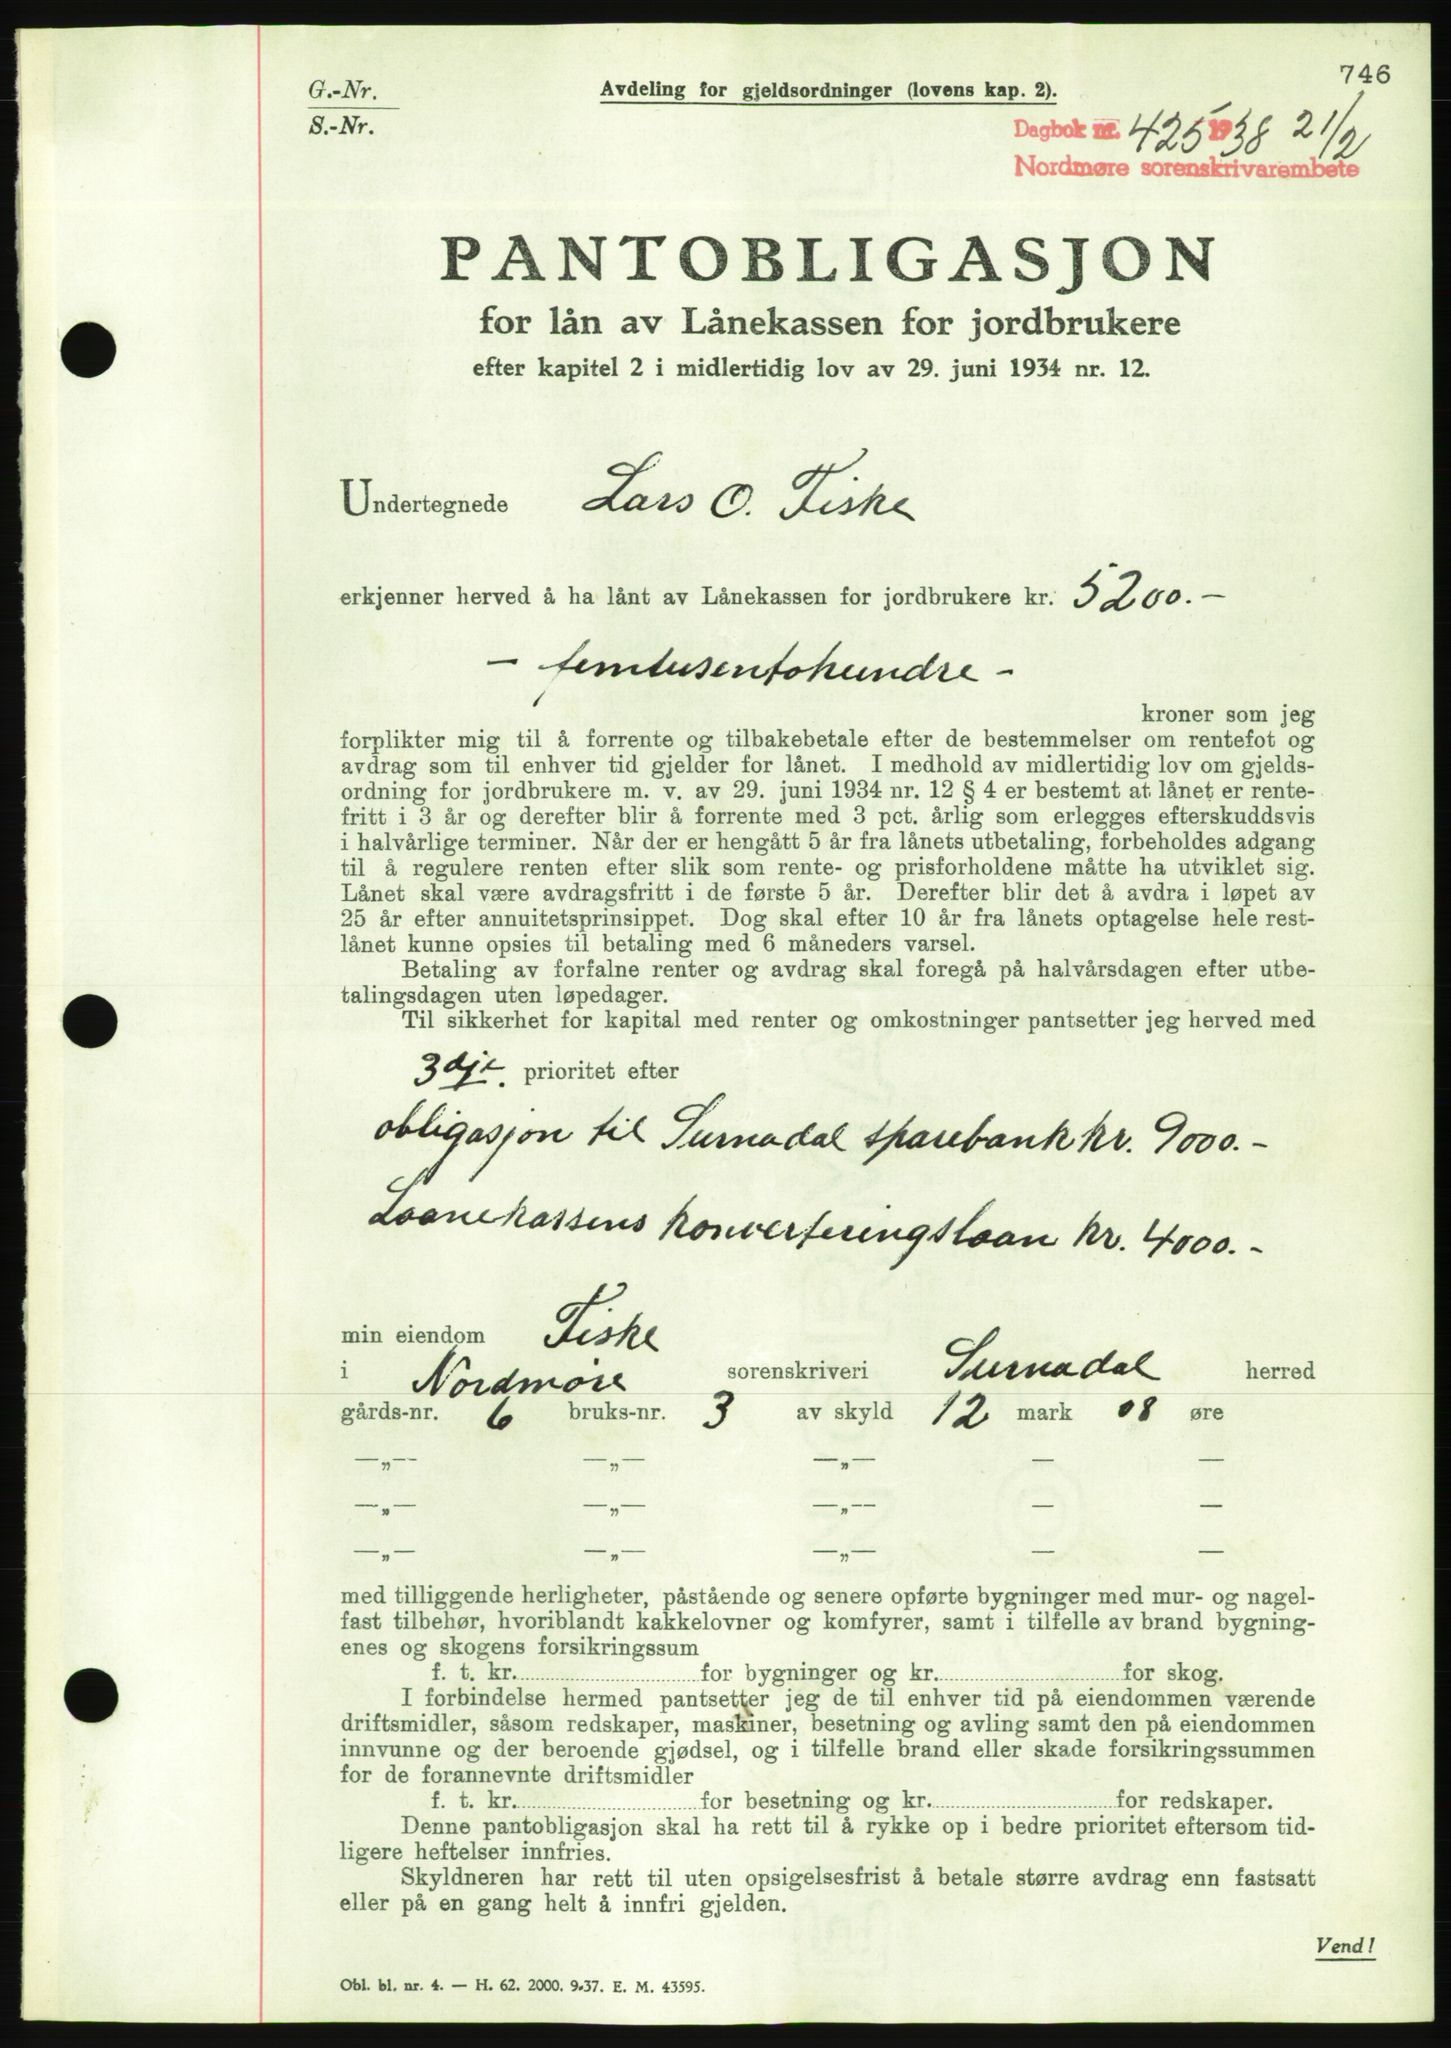 746
G.-Nr.
S.-Nr.
Avdeling for gjeldsordninger (lovens kap. 2).
Dagbok nr. 425 1938 21/2
Nordmøre sorenskrivarembete
PANTOBLIGASJON
for lån av Lånekassen for jordbrukere
efter kapitel 2 i midlertidig lov av 29. juni 1934 nr. 12.
Undertegnede Lars O. Fiske
erkjenner herved å ha lånt av Lånekassen for jordbrukere kr. 5200.-
- femtusentohundre -
kroner som jeg
forplikter mig til å forrente og tilbakebetale efter de bestemmelser om rentefot og
avdrag som til enhver tid gjelder for lånet. I medhold av midlertidig lov om gjelds-
ordning for jordbrukere m. v. av 29. juni 1934 nr. 12 § 4 er bestemt at lånet er rente-
fritt i 3 år og derefter blir å forrente med 3 pct. årlig som erlegges efterskuddsvis
i halvårlige terminer. Når der er hengått 5 år fra lånets utbetaling, forbeholdes adgang
til å regulere renten efter slik som rente- og prisforholdene måtte ha utviklet sig.
Lånet skal være avdragsfritt i de første 5 år. Derefter blir det å avdra i løpet av
25 år efter annuitetsprinsippet. Dog skal efter 10 år fra lånets optagelse hele rest-
lånet kunne opsies til betaling med 6 måneders varsel.
Betaling av forfalne renter og avdrag skal foregå på halvårsdagen efter utbe-
talingsdagen uten løpedager.
Til sikkerhet for kapital med renter og omkostninger pantsetter jeg herved med
3dje. prioritet efter
obligasjon til Surnadal sparebank kr. 9000.-
Laanekassens konverteringslaan kr. 4000.-
min eiendom Fiske
i Nordmøre sorenskriveri Surnadal herred
gårds-nr. 6 bruks-nr. 3 av skyld 12 mark 08 øre
—„— —„— —„— — —
—„— —„— —„— — —
—„— —„— —„— — —
med tilliggende herligheter, påstående og senere opførte bygninger med mur- og nagel-
fast tilbehør, hvoriblandt kakkelovner og komfyrer, samt i tilfelle av brand bygning-
enes og skogens forsikringssum
f. t. kr. for bygninger og kr. for skog.
I forbindelse hermed pantsetter jeg de til enhver tid på eiendommen værende
driftsmidler, såsom redskaper, maskiner, besetning og avling samt den på eiendommen
innvunne og der beroende gjødsel, og i tilfelle brand eller skade forsikringssummen
for de forannevnte driftsmidler
f. t. kr. for besetning og kr. for redskaper.
Denne pantobligasjon skal ha rett til å rykke op i bedre prioritet eftersom tid-
ligere heftelser innfries.
Skyldneren har rett til uten opsigelsesfrist å betale større avdrag enn fastsatt
eller på en gang helt å innfri gjelden.
Vend!
Obl. bl. nr. 4. — H. 62. 2000. 9-37. E. M. 43595.